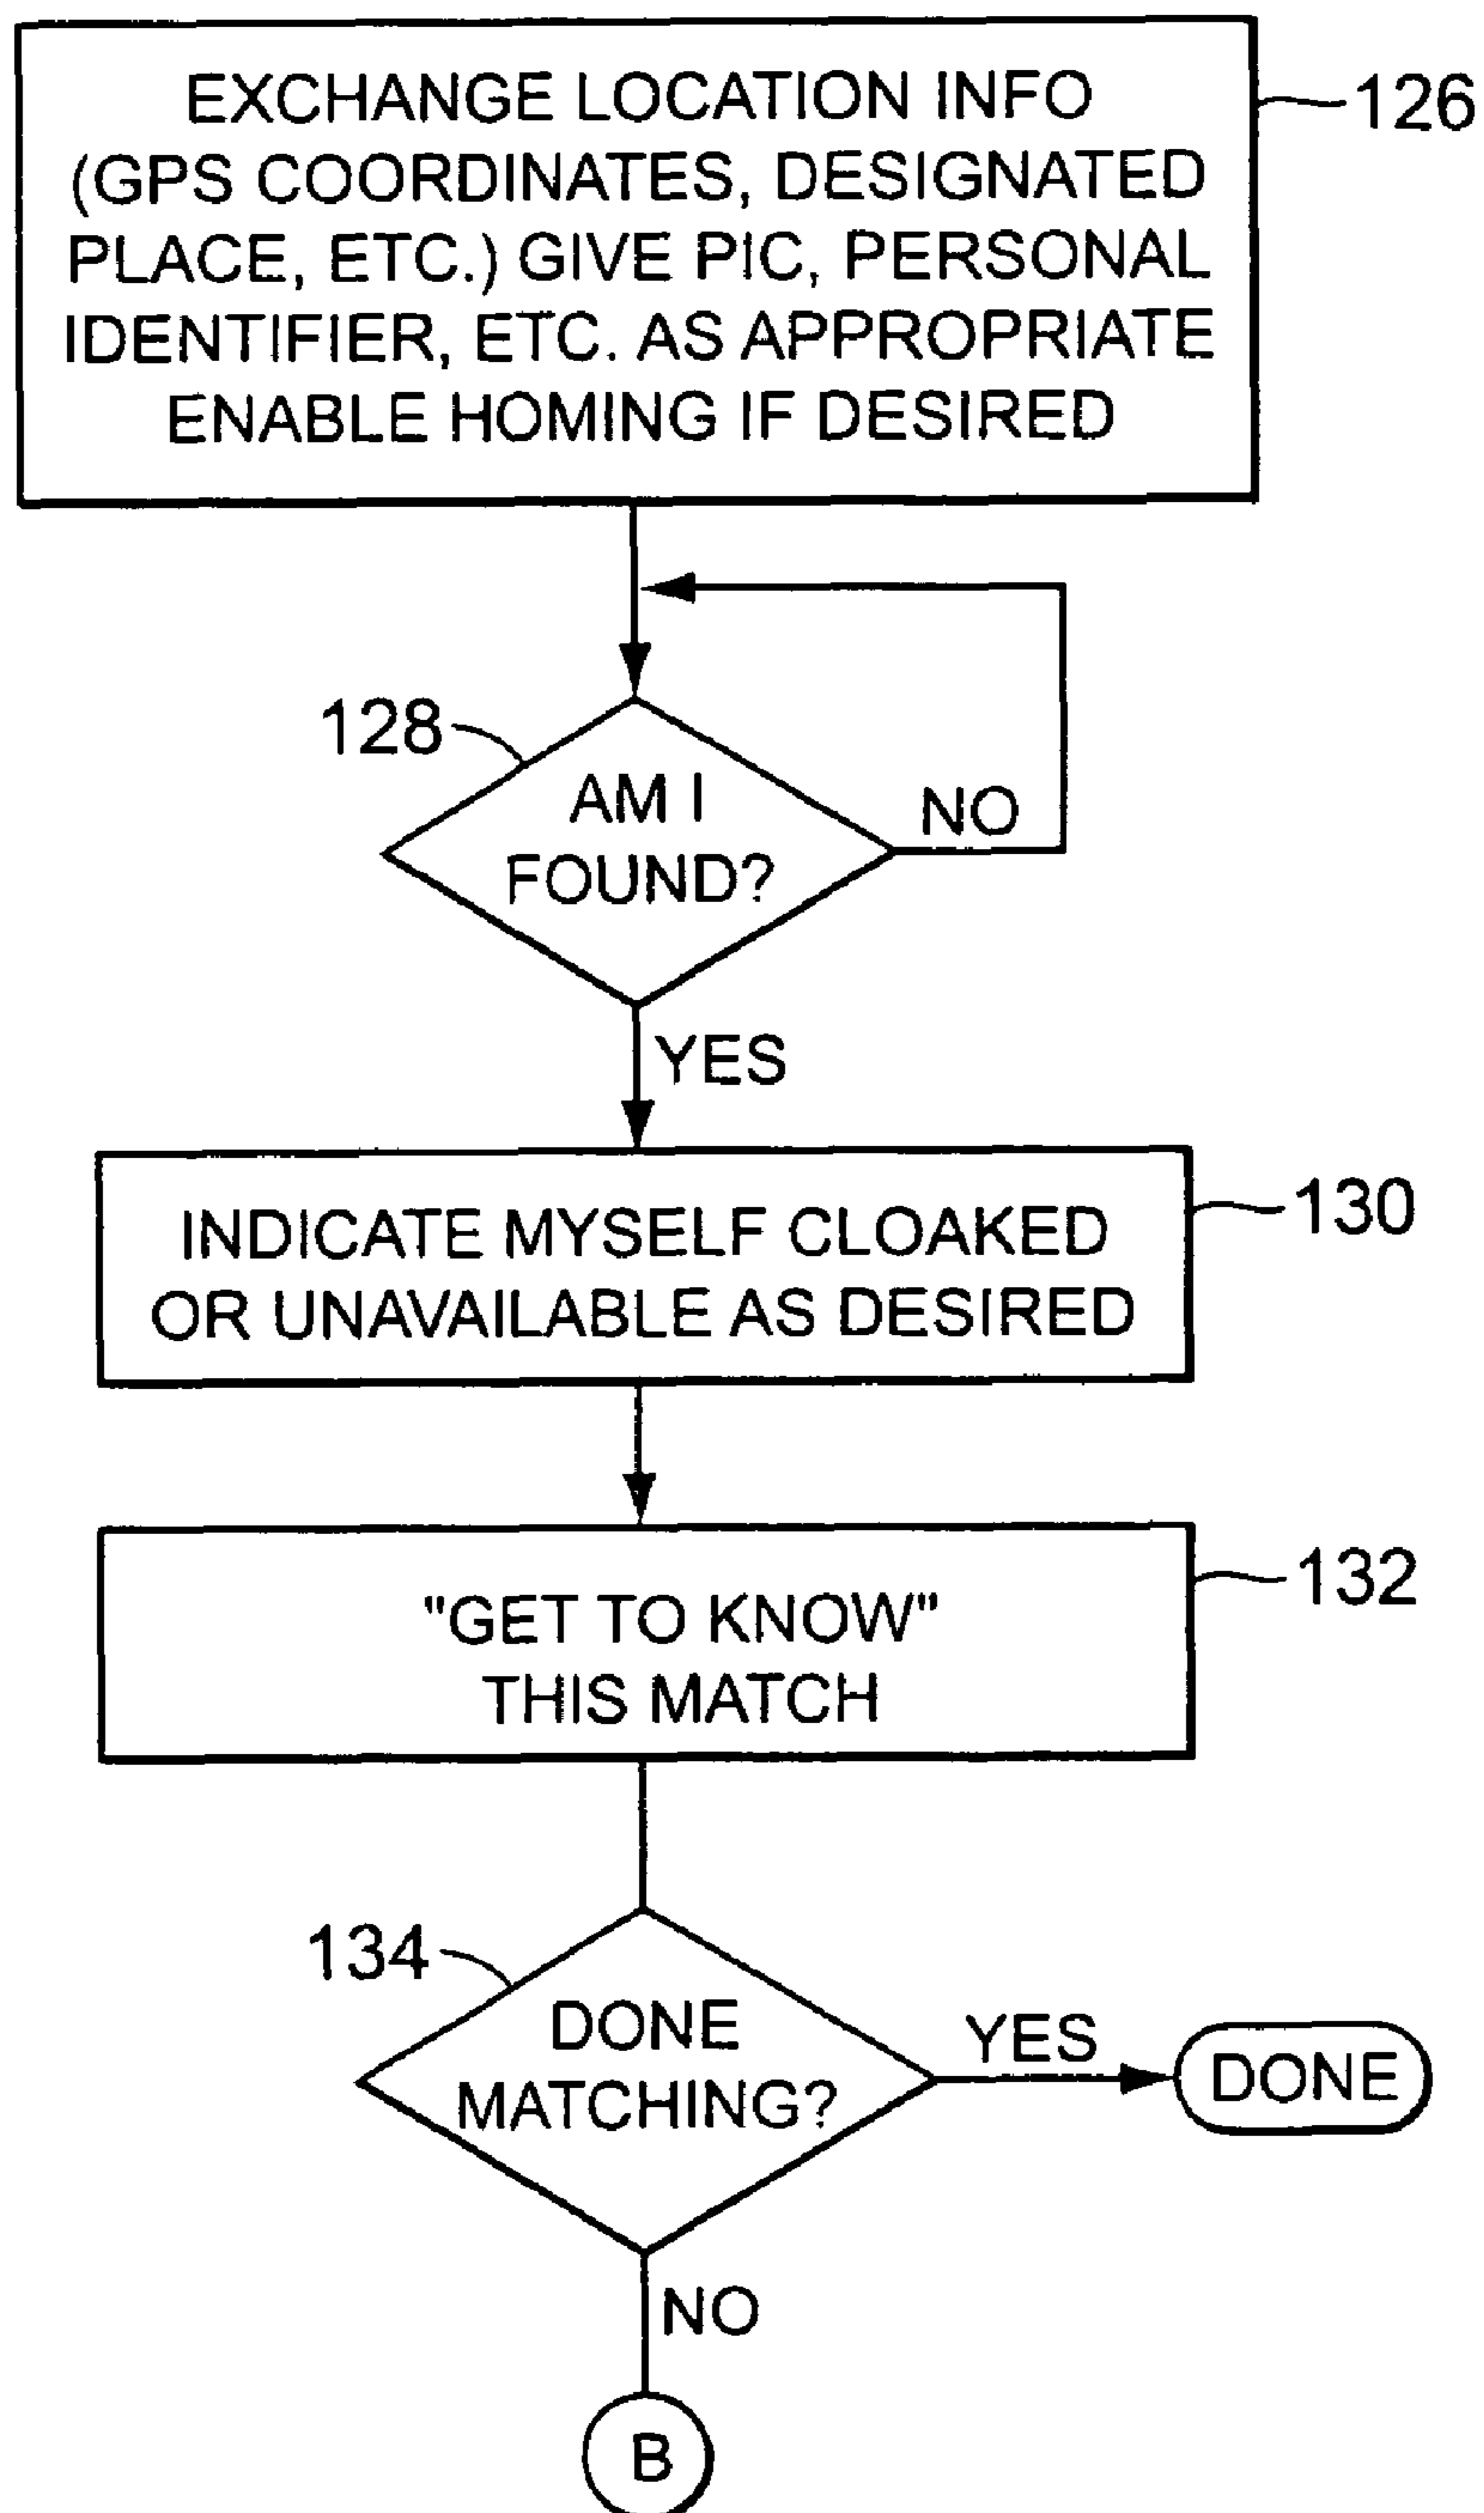 EXCHANGE LOCATION INFO
(GPS COORDINATES, DESIGNATED
PLACE, ETC.) GIVE PIC, PERSONAL
IDENTIFIER, ETC. AS APPROPRIATE
ENABLE HOMING IF DESIRED
126
128
AM I
FOUND?
NO
YES
INDICATE MYSELF CLOAKED
OR UNAVAILABLE AS DESIRED
130
"GET TO KNOW"
THIS MATCH
132
134
DONE
MATCHING?
YES
DONE
NO
B